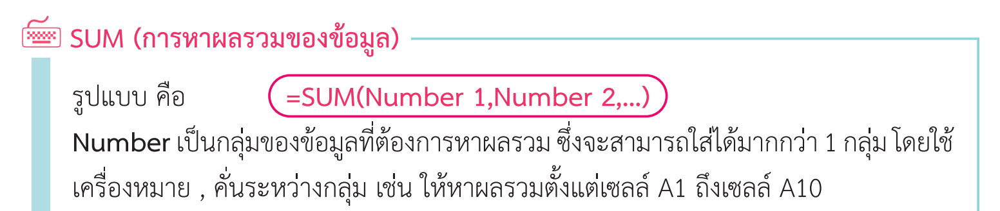 SUM (การหาผลรวมของข้อมูล)
รูปแบบ คือ =SUM(Number 1,Number 2,...)
Number เป็นกลุ่มของข้อมูลที่ต้องการหาผลรวม ซึ่งจะสามารถใส่ได้มากกว่า 1 กลุ่ม โดยใช้
เครื่องหมาย , คั่นระหว่างกลุ่ม เช่น ให้หาผลรวมตั้งแต่เซลล์ A1 ถึงเซลล์ A10